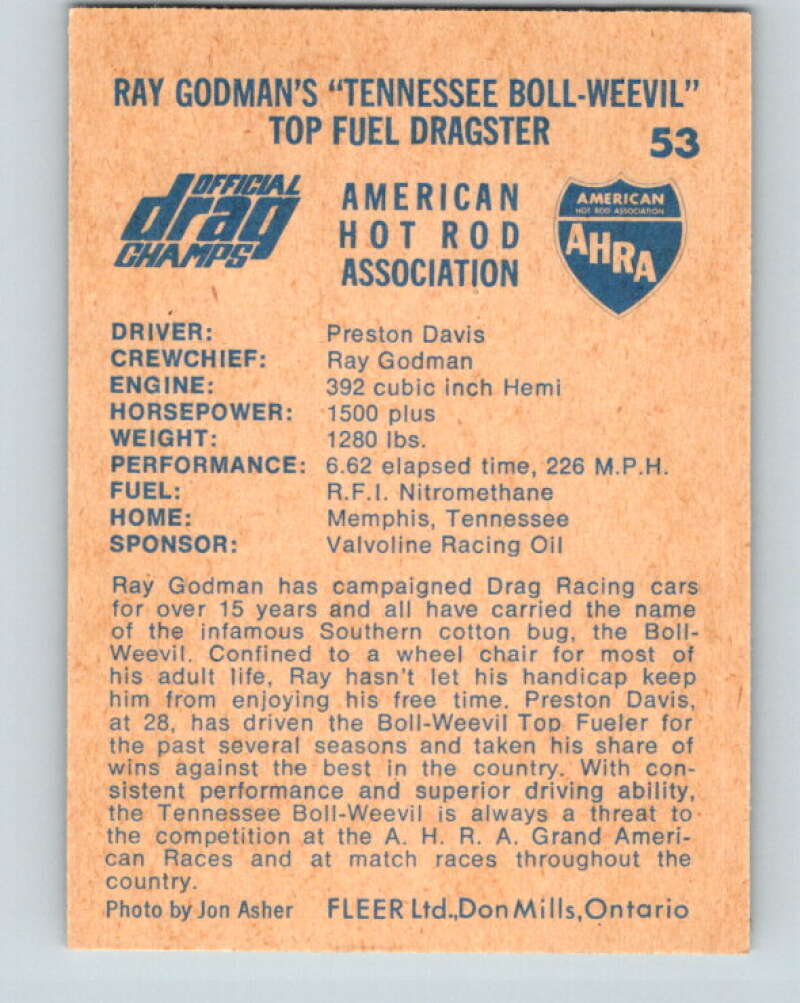 RAY GODMAN'S "TENNESSEE BOLL-WEEVIL"
TOP FUEL DRAGSTER
53
OFFICIAL
drag
CHAMPS
AMERICAN
HOT ROD
ASSOCIATION
AMERICAN
HOT ROD ASSOCIATION
AHRA
DRIVER: Preston Davis
CREWCHIEF: Ray Godman
ENGINE: 392 cubic inch Hemi
HORSEPOWER: 1500 plus
WEIGHT: 1280 lbs.
PERFORMANCE: 6.62 elapsed time, 226 M.P.H.
FUEL: R.F.I. Nitromethane
HOME: Memphis, Tennessee
SPONSOR: Valvoline Racing Oil
Ray Godman has campaigned Drag Racing cars
for over 15 years and all have carried the name
of the infamous Southern cotton bug, the Boll-
Weevil. Confined to a wheel chair for most of
his adult life, Ray hasn't let his handicap keep
him from enjoying his free time. Preston Davis,
at 28, has driven the Boll-Weevil Top Fueler for
the past several seasons and taken his share of
wins against the best in the country. With con-
sistent performance and superior driving ability,
the Tennessee Boll-Weevil is always a threat to
the competition at the A. H. R. A. Grand Ameri-
can Races and at match races throughout the
country.
Photo by Jon Asher FLEER Ltd., Don Mills, Ontario